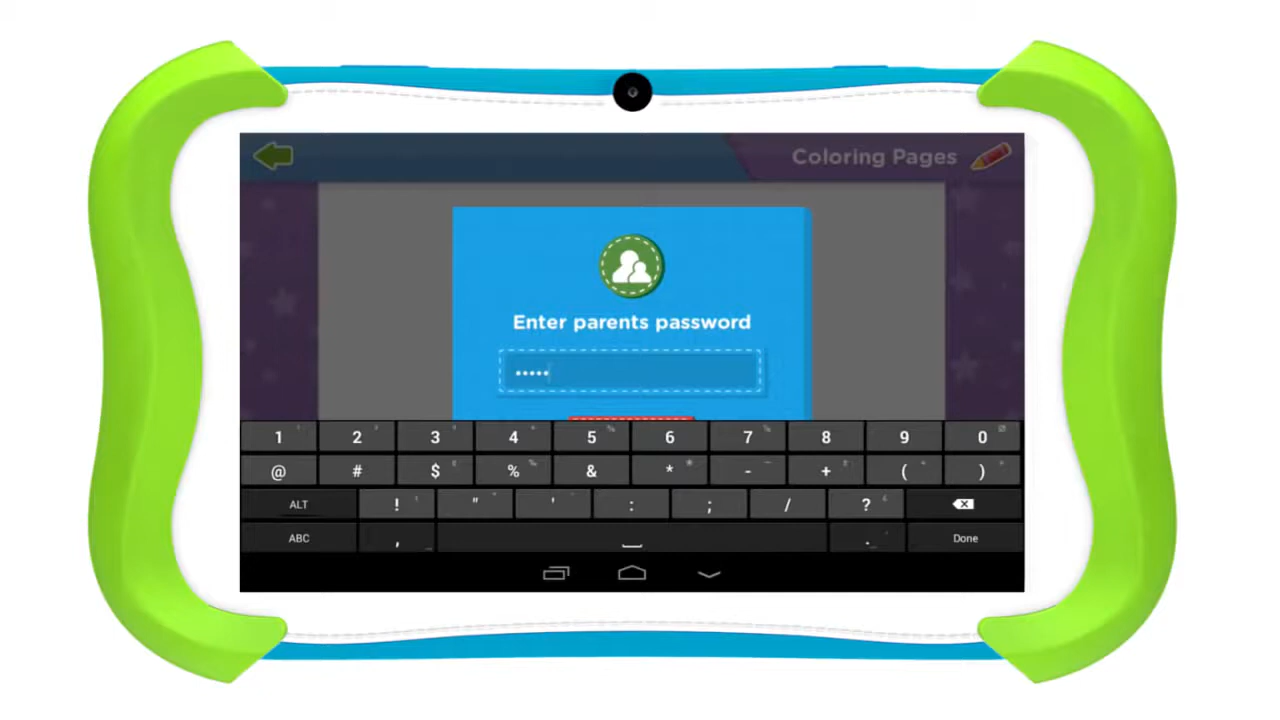 Coloring Pages
Enter parents password
•••••
1 2 3 4 5 6 7 8 9 0
@ # $ % & * - + ( )
ALT ! " ' : ; / ?
ABC , . Done